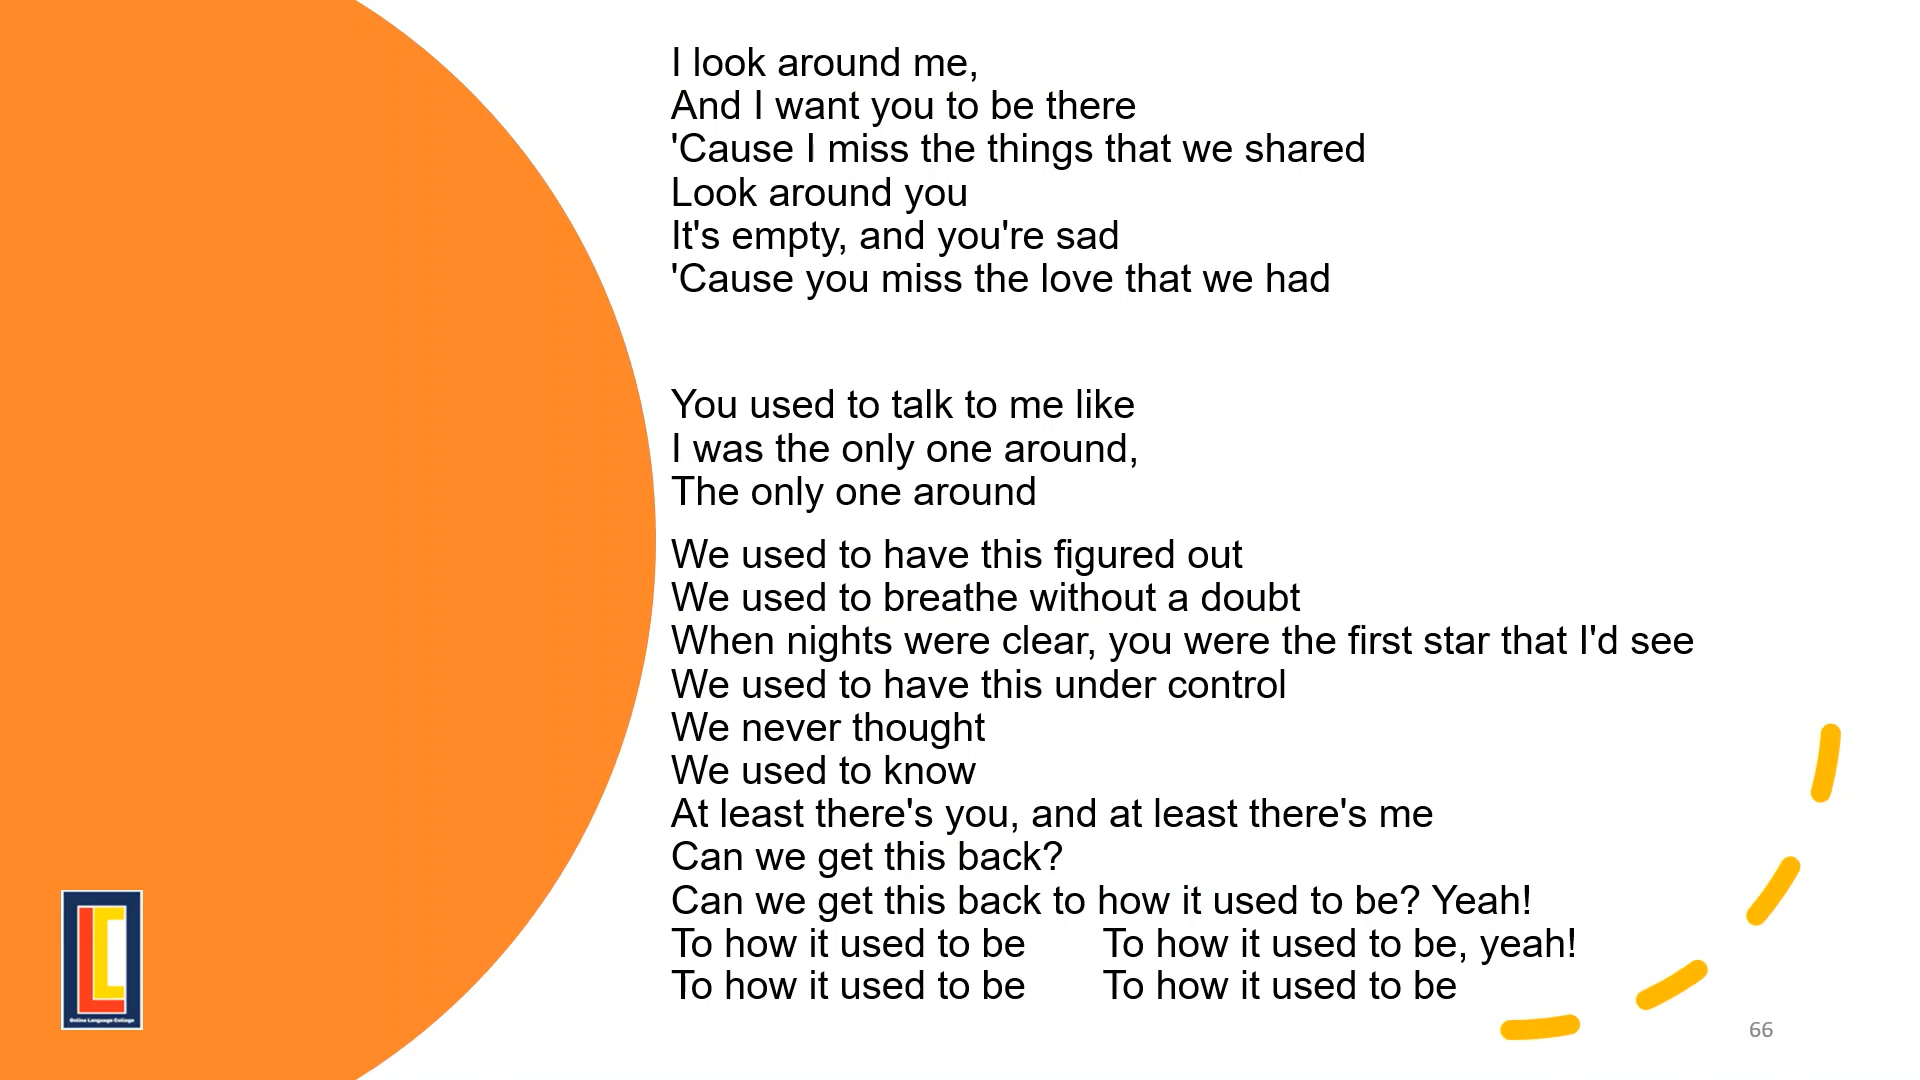 I look around me,
And I want you to be there
'Cause I miss the things that we shared
Look around you
It's empty, and you're sad
'Cause you miss the love that we had
You used to talk to me like
I was the only one around,
The only one around
We used to have this figured out
We used to breathe without a doubt
When nights were clear, you were the first star that I'd see
We used to have this under control
We never thought
We used to know
At least there's you, and at least there's me
Can we get this back?
Can we get this back to how it used to be? Yeah!
To how it used to be To how it used to be, yeah!
To how it used to be To how it used to be
Online Language College
66